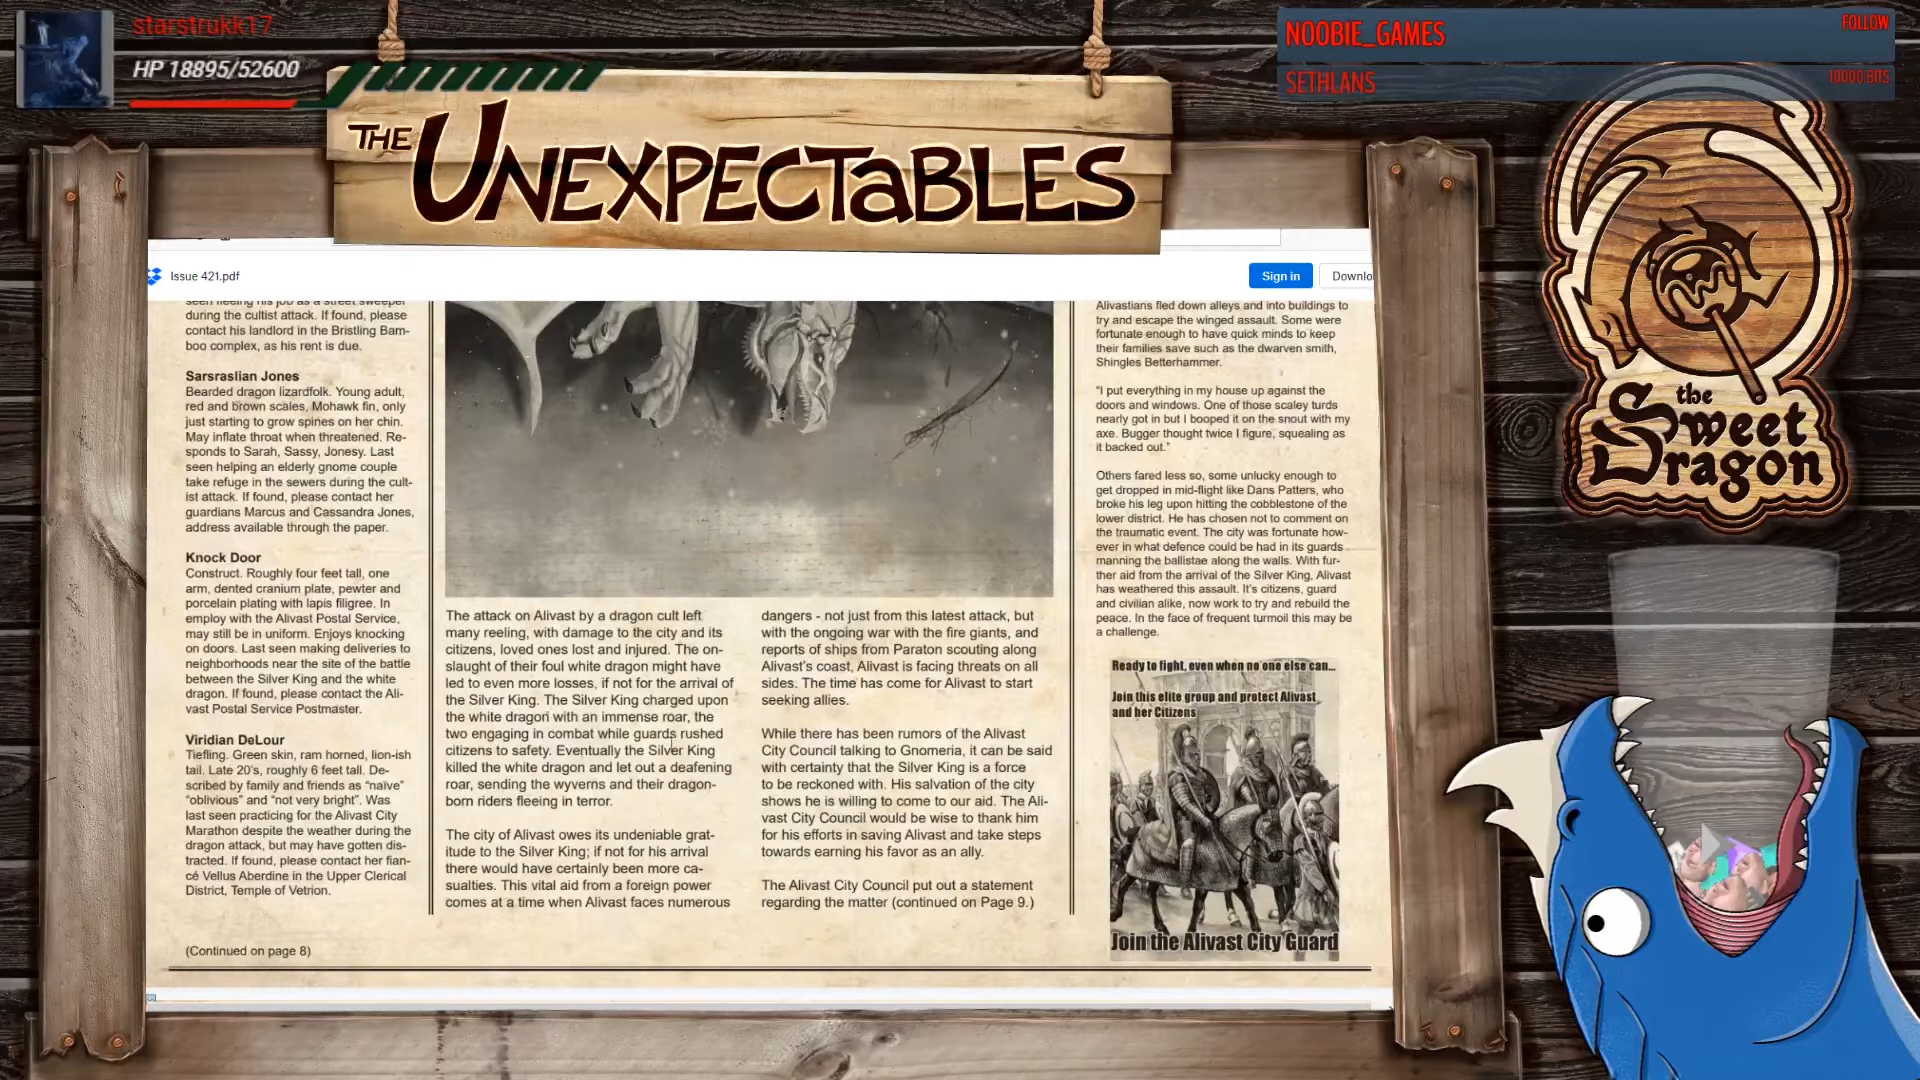 starstrukk17
HP 18895/52600
NOOBIE_GAMES
FOLLOW
SETHLANS
10000 BITS
THE UNEXPECTABLES
the
Sweet
Dragon
Issue 421.pdf
Sign in
Downlo
seen fleeing his job as a street sweeper
during the cultist attack. If found, please
contact his landlord in the Bristling Bam-
boo complex, as his rent is due.
Sarsraslian Jones
Bearded dragon lizardfolk. Young adult,
red and brown scales, Mohawk fin, only
just starting to grow spines on her chin.
May inflate throat when threatened. Re-
sponds to Sarah, Sassy, Jonesy. Last
seen helping an elderly gnome couple
take refuge in the sewers during the cult-
ist attack. If found, please contact her
guardians Marcus and Cassandra Jones,
address available through the paper.
Knock Door
Construct. Roughly four feet tall, one
arm, dented cranium plate, pewter and
porcelain plating with lapis filigree. In
employ with the Alivast Postal Service,
may still be in uniform. Enjoys knocking
on doors. Last seen making deliveries to
neighborhoods near the site of the battle
between the Silver King and the white
dragon. If found, please contact the Ali-
vast Postal Service Postmaster.
Viridian DeLour
Tiefling. Green skin, ram horned, lion-ish
tail. Late 20's, roughly 6 feet tall. De-
scribed by family and friends as “naïve”
“oblivious” and “not very bright”. Was
last seen practicing for the Alivast City
Marathon despite the weather during the
dragon attack, but may have gotten dis-
tracted. If found, please contact her fian-
cé Vellus Aberdine in the Upper Clerical
District, Temple of Vetrion.
(Continued on page 8)
The attack on Alivast by a dragon cult left
many reeling, with damage to the city and its
citizens, loved ones lost and injured. The on-
slaught of their foul white dragon might have
led to even more losses, if not for the arrival of
the Silver King. The Silver King charged upon
the white dragon with an immense roar, the
two engaging in combat while guards rushed
citizens to safety. Eventually the Silver King
killed the white dragon and let out a deafening
roar, sending the wyverns and their dragon-
born riders fleeing in terror.
The city of Alivast owes its undeniable grat-
itude to the Silver King; if not for his arrival
there would have certainly been more ca-
sualties. This vital aid from a foreign power
comes at a time when Alivast faces numerous
dangers - not just from this latest attack, but
with the ongoing war with the fire giants, and
reports of ships from Paraton scouting along
Alivast's coast, Alivast is facing threats on all
sides. The time has come for Alivast to start
seeking allies.
While there has been rumors of the Alivast
City Council talking to Gnomeria, it can be said
with certainty that the Silver King is a force
to be reckoned with. His salvation of the city
shows he is willing to come to our aid. The Ali-
vast City Council would be wise to thank him
for his efforts in saving Alivast and take steps
towards earning his favor as an ally.
The Alivast City Council put out a statement
regarding the matter (continued on Page 9.)
Alivastians fled down alleys and into buildings to
try and escape the winged assault. Some were
fortunate enough to have quick minds to keep
their families save such as the dwarven smith,
Shingles Betterhammer.
“I put everything in my house up against the
doors and windows. One of those scaley turds
nearly got in but I booped it on the snout with my
axe. Bugger thought twice I figure, squealing as
it backed out.”
Others fared less so, some unlucky enough to
get dropped in mid-flight like Dans Patters, who
broke his leg upon hitting the cobblestone of the
lower district. He has chosen not to comment on
the traumatic event. The city was fortunate how-
ever in what defence could be had in its guards
manning the ballistae along the walls. With fur-
ther aid from the arrival of the Silver King, Alivast
has weathered this assault. It's citizens, guard
and civilian alike, now work to try and rebuild the
peace. In the face of frequent turmoil this may be
a challenge.
Ready to fight, even when no one else can...
Join this elite group and protect Alivast
and her Citizens
Join the Alivast City Guard